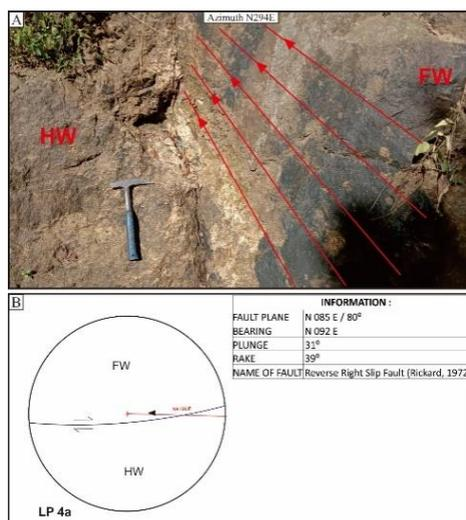 A
Azimuth N294E
HW
FW
B
INFORMATION :
FAULT PLANE N 085 E / 80°
BEARING N 092 E
PLUNGE 31°
RAKE 39°
NAME OF FAULT Reverse Right Slip Fault (Rickard, 1972
FW
HW
LP 4a